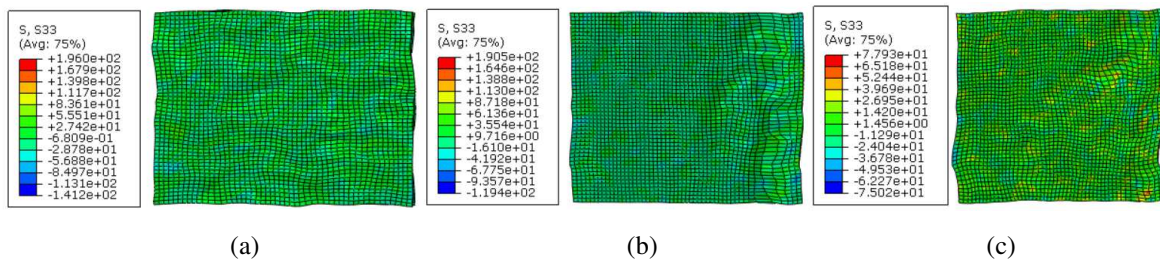 S, S33
(Avg: 75%)
+1.960e+02
+1.679e+02
+1.398e+02
+1.117e+02
+8.361e+01
+5.551e+01
+2.742e+01
-6.809e-01
-2.878e+01
-5.688e+01
-8.497e+01
-1.131e+02
-1.412e+02
S, S33
(Avg: 75%)
+1.905e+02
+1.646e+02
+1.388e+02
+1.130e+02
+8.718e+01
+6.136e+01
+3.554e+01
+9.716e+00
-1.610e+01
-4.192e+01
-6.775e+01
-9.357e+01
-1.194e+02
S, S33
(Avg: 75%)
+7.793e+01
+6.518e+01
+5.244e+01
+3.969e+01
+2.695e+01
+1.420e+01
+1.456e+00
-1.129e+01
-2.404e+01
-3.678e+01
-4.953e+01
-6.227e+01
-7.502e+01
(a)
(b)
(c)